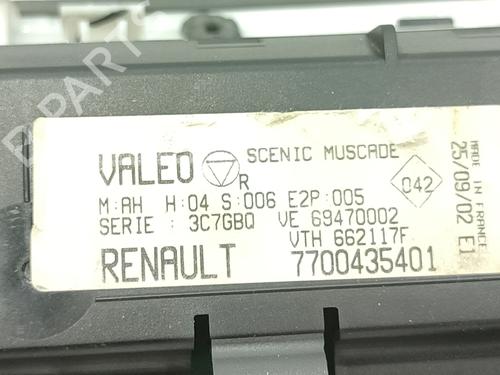 B-PARTS
VALEO R SCENIC MUSCADE
M:AH H:04 S:006 E2P:005
SERIE : 3C7GBQ VE 69470002
VTH 662117F
RENAULT 7700435401
042
MADE IN FRANCE
25/09/02 E1